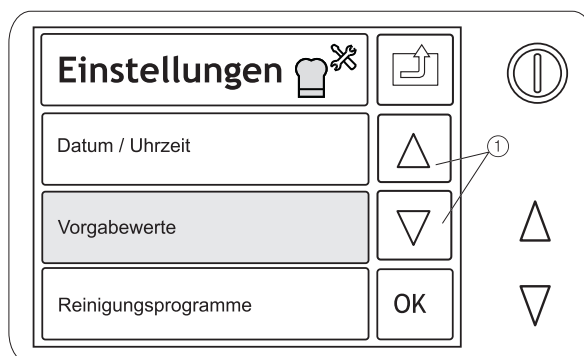 Einstellungen
Datum / Uhrzeit
1
Vorgabewerte
Reinigungsprogramme OK